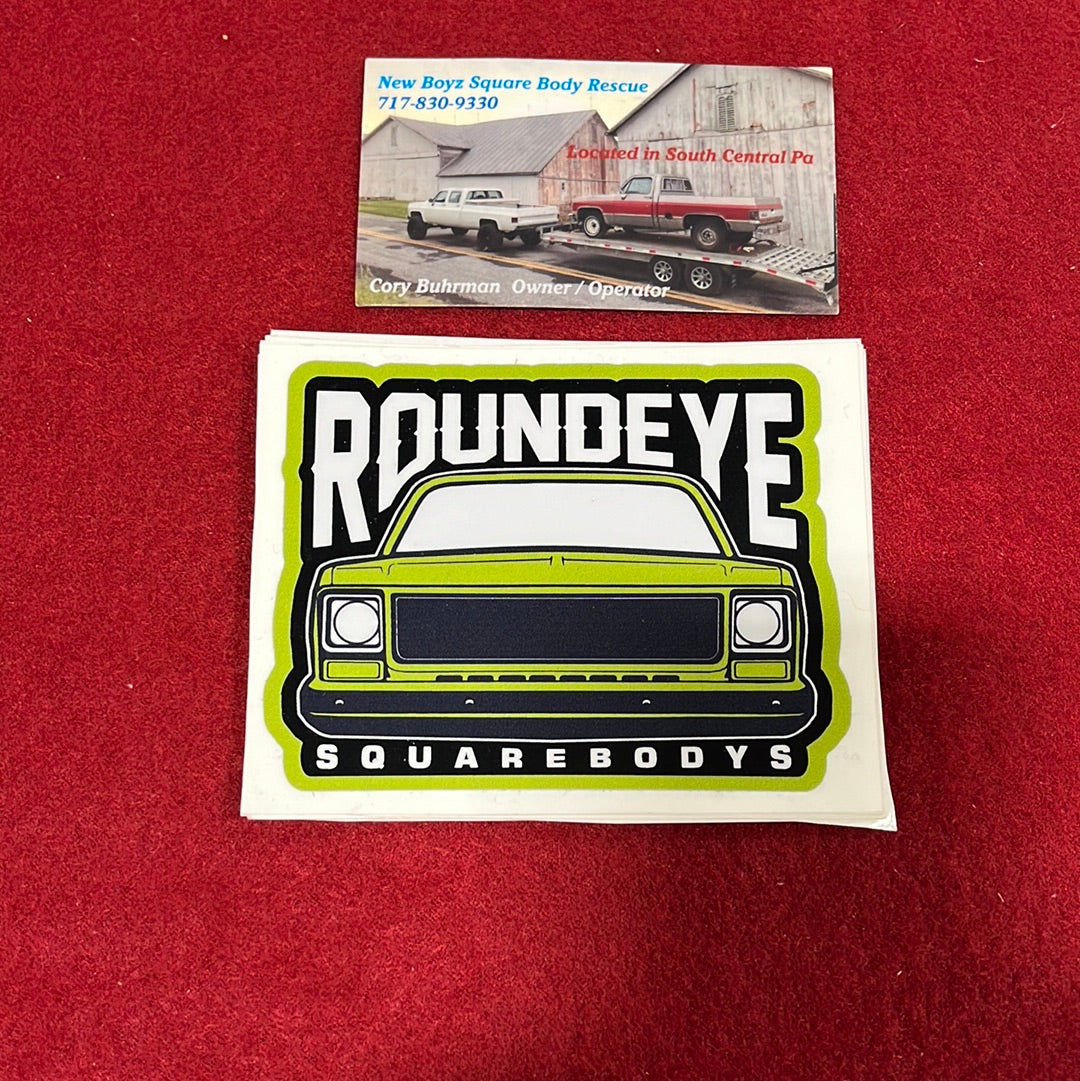 New Boyz Square Body Rescue
717-830-9330
Located in South Central Pa
Cory Buhrman Owner / Operator
ROUNDEYE
SQUAREBODYS